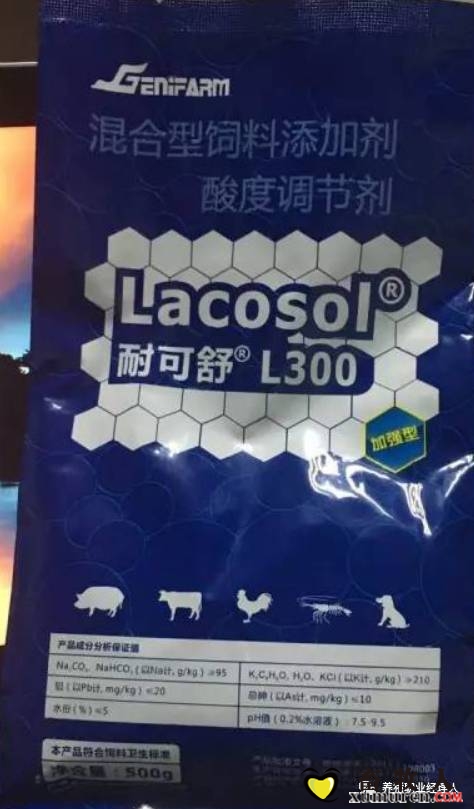 GENIFARM
混合型饲料添加剂
酸度调节剂
Lacosol®
耐可舒® L300
加强型
产品成分分析保证值
Na₂CO₃、NaHCO₃(以Na计, g/kg) ≥95
K₃C₆H₅O₇·H₂O、KCl(以K计, g/kg) ≥210
铅(以Pb计, mg/kg) ≤20
总砷(以As计, mg/kg) ≤10
水份(%) ≤5
pH值(0.2%水溶液): 7.5-9.5
本产品符合饲料卫生标准
净含量: 500g
xumuren.com